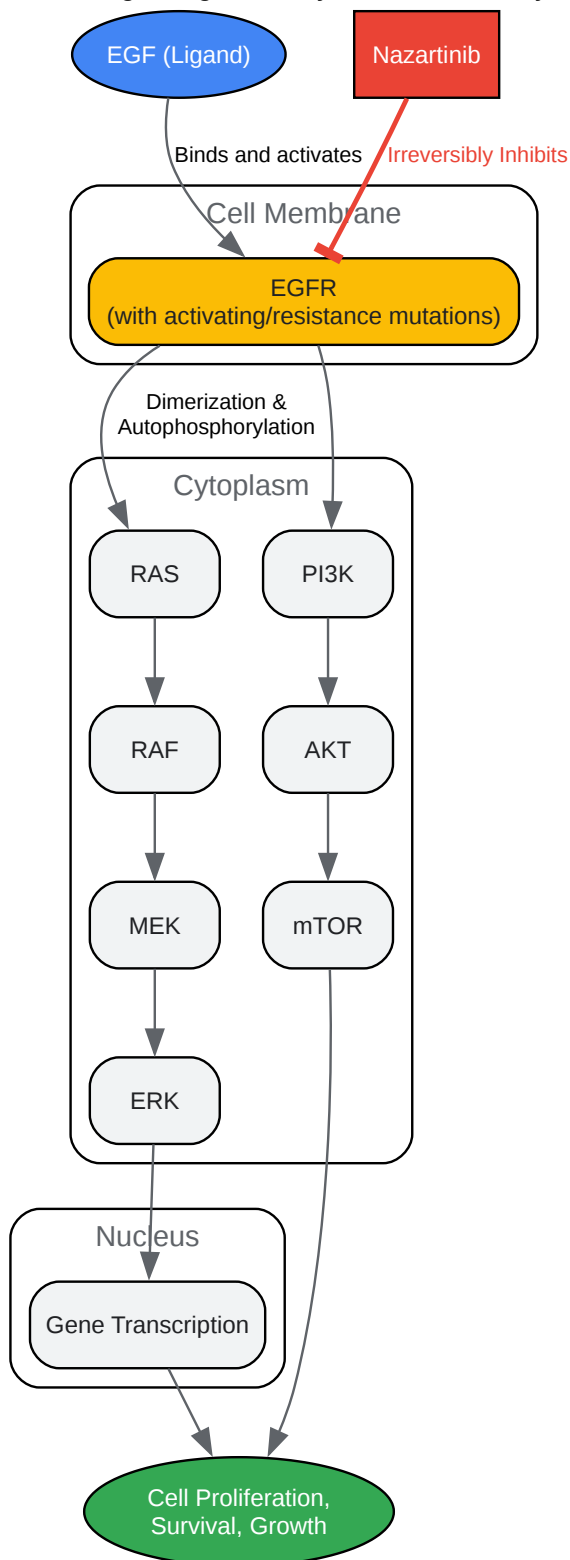 EGF (Ligand)
Nazartinib
Binds and activates
Irreversibly Inhibits
Cell Membrane
EGFR
(with activating/resistance mutations)
Dimerization &
Autophosphorylation
Cytoplasm
RAS
PI3K
RAF
AKT
MEK
mTOR
ERK
Nucleus
Gene Transcription
Cell Proliferation,
Survival, Growth